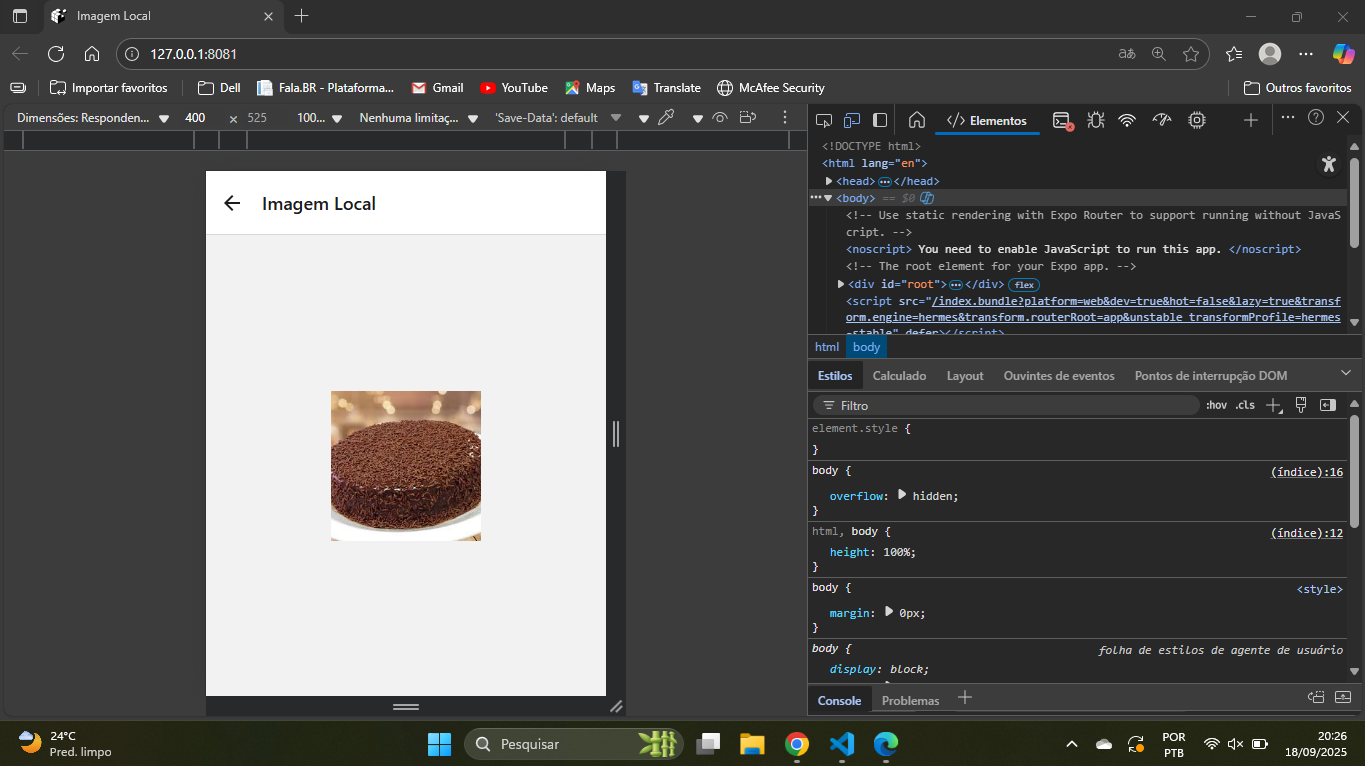 Imagem Local
127.0.0.1:8081
Importar favoritos
Dell
Fala.BR - Plataforma...
Gmail
YouTube
Maps
Translate
McAfee Security
Outros favoritos
Dimensões: Responden...
400
×
525
100...
Nenhuma limitaç...
'Save-Data': default
Elementos
<!DOCTYPE html>
<html lang="en">
<head> </head>
<body> == $0
<!-- Use static rendering with Expo Router to support running without JavaS
cript. -->
<noscript> You need to enable JavaScript to run this app. </noscript>
<!-- The root element for your Expo app. -->
<div id="root"> </div> flex
<script src="/index.bundle?platform=web&dev=true&hot=false&lazy=true&transf
orm.engine=hermes&transform.routerRoot=app&unstable_transformProfile=hermes
-stable" defer></script>
html
body
Estilos
Calculado
Layout
Ouvintes de eventos
Pontos de interrupção DOM
Filtro
:hov
.cls
element.style {
}
body {
(índice):16
overflow: hidden;
}
html, body {
(índice):12
height: 100%;
}
body {
<style>
margin: 0px;
}
body {
folha de estilos de agente de usuário
display: block;
Console
Problemas
Imagem Local
24°C
Pred. limpo
Pesquisar
POR
PTB
20:26
18/09/2025